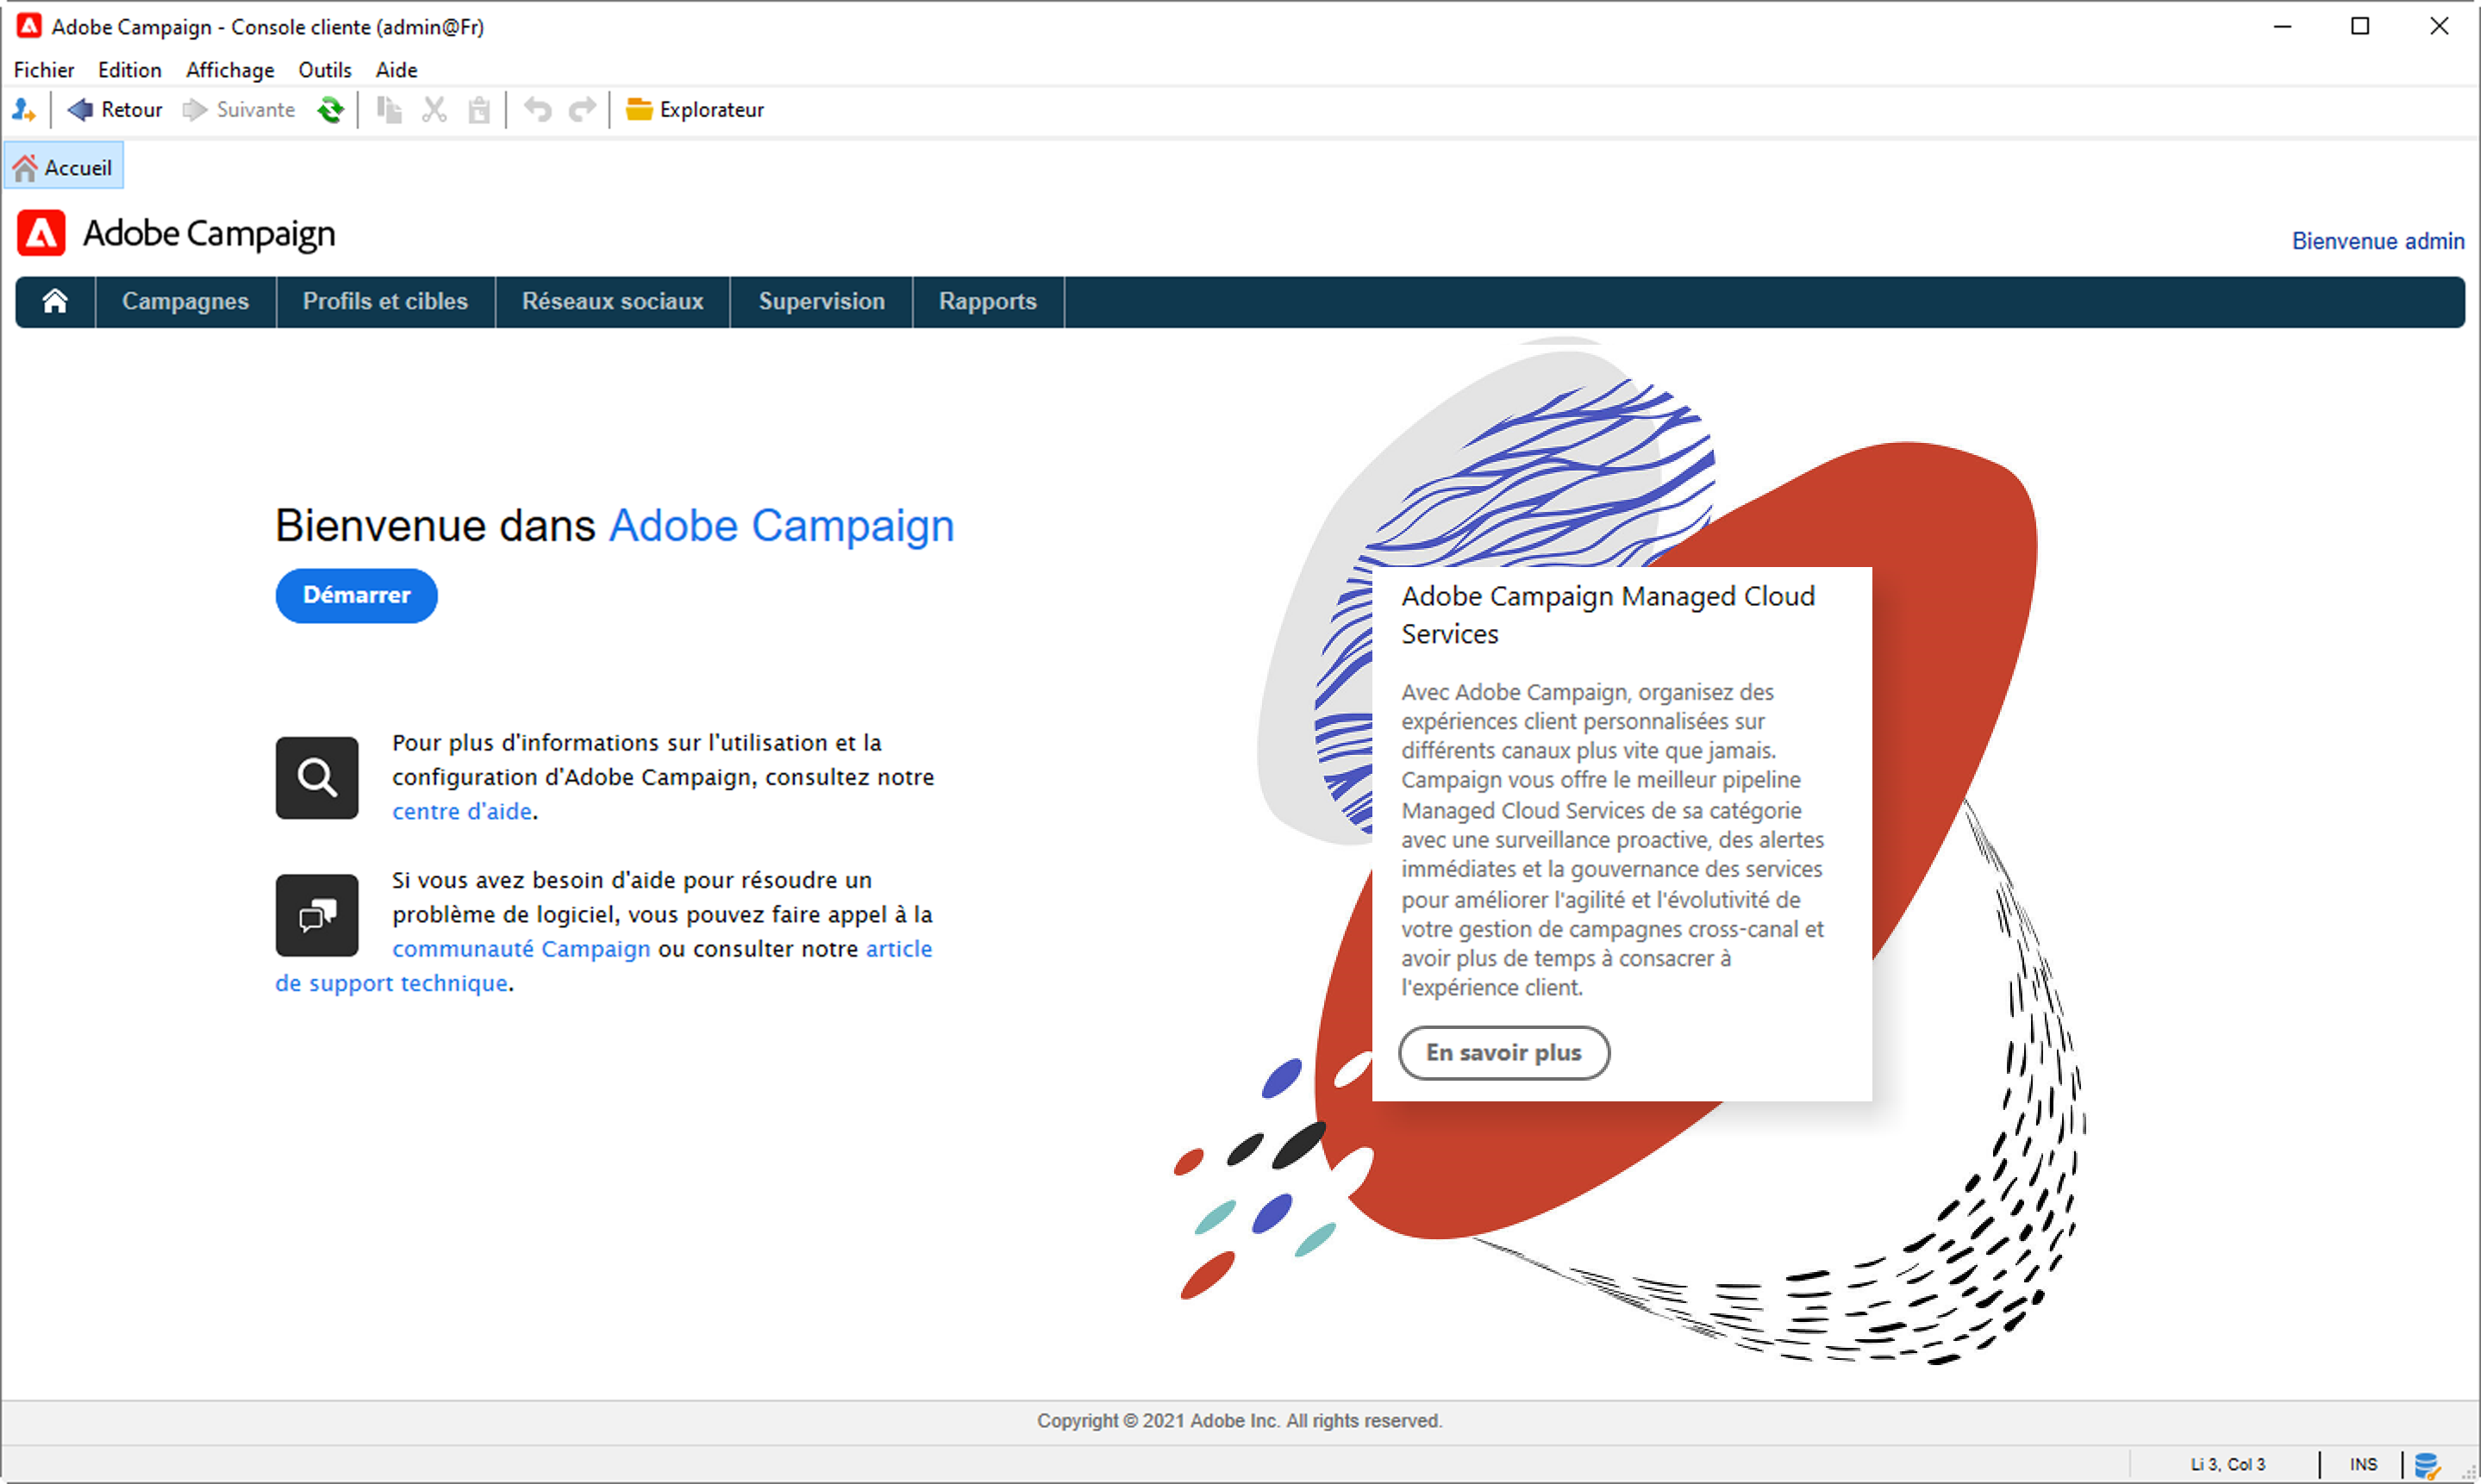 Adobe Campaign - Console cliente (admin@Fr)
Fichier Edition Affichage Outils Aide
Retour Suivante Explorateur
Accueil
Adobe Campaign
Bienvenue admin
Campagnes Profils et cibles Réseaux sociaux Supervision Rapports
Bienvenue dans Adobe Campaign
Démarrer
Pour plus d'informations sur l'utilisation et la
configuration d'Adobe Campaign, consultez notre
centre d'aide.
Si vous avez besoin d'aide pour résoudre un
problème de logiciel, vous pouvez faire appel à la
communauté Campaign ou consulter notre article
de support technique.
Adobe Campaign Managed Cloud
Services
Avec Adobe Campaign, organisez des
expériences client personnalisées sur
différents canaux plus vite que jamais.
Campaign vous offre le meilleur pipeline
Managed Cloud Services de sa catégorie
avec une surveillance proactive, des alertes
immédiates et la gouvernance des services
pour améliorer l'agilité et l'évolutivité de
votre gestion de campagnes cross-canal et
avoir plus de temps à consacrer à
l'expérience client.
En savoir plus
Copyright © 2021 Adobe Inc. All rights reserved.
Li 3, Col 3 INS